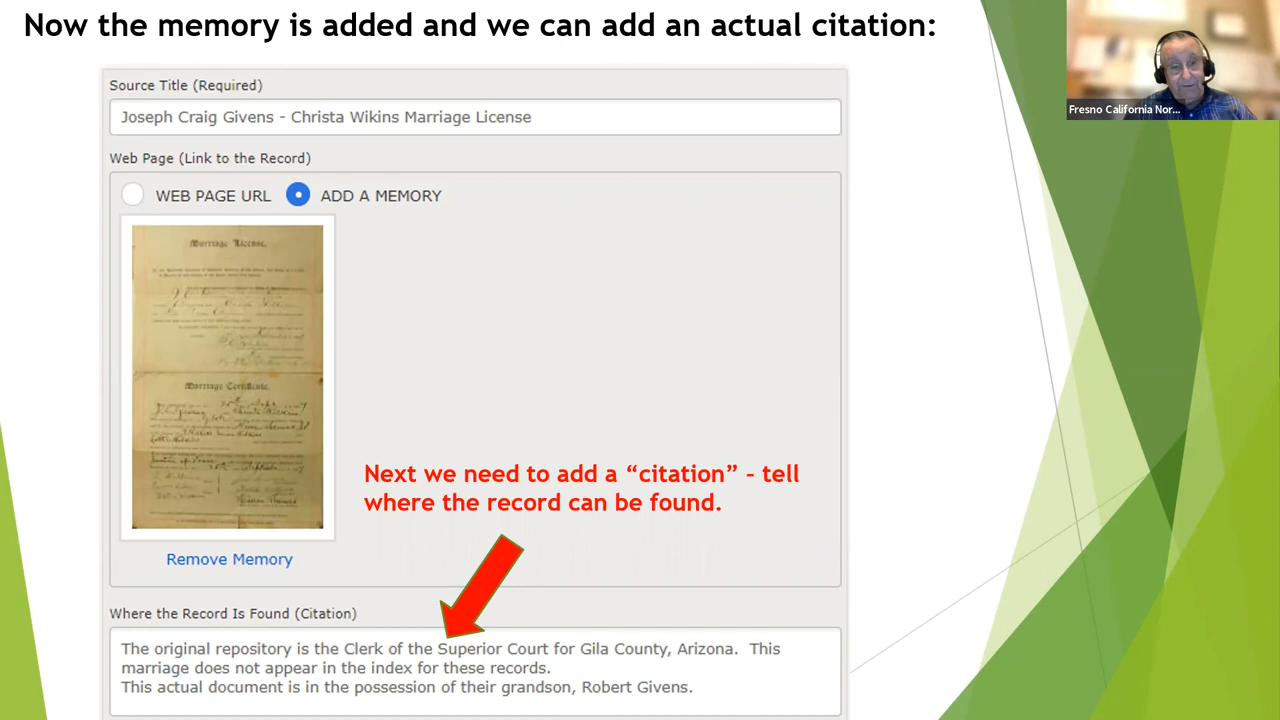 Now the memory is added and we can add an actual citation:
Fresno California Nor...
Source Title (Required)
Joseph Craig Givens - Christa Wikins Marriage License
Web Page (Link to the Record)
WEB PAGE URL
ADD A MEMORY
Marriage License,
Marriage Certificate.
Next we need to add a “citation” – tell
where the record can be found.
Remove Memory
Where the Record Is Found (Citation)
The original repository is the Clerk of the Superior Court for Gila County, Arizona. This
marriage does not appear in the index for these records.
This actual document is in the possession of their grandson, Robert Givens.